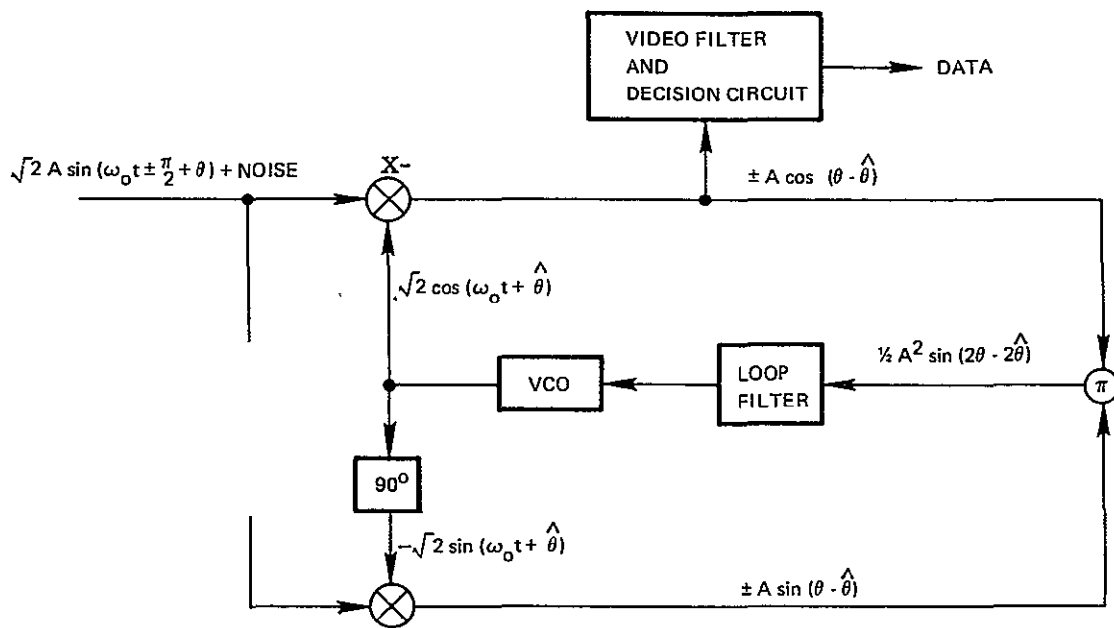 VIDEO FILTER
AND
DECISION CIRCUIT
DATA
√2 A sin (ω₀t ± π/2 + θ) + NOISE
X-
± A cos (θ - θ̂)
√2 cos (ω₀t + θ̂)
½ A² sin (2θ - 2θ̂)
VCO
LOOP
FILTER
π
90°
-√2 sin (ω₀t + θ̂)
± A sin (θ - θ̂)